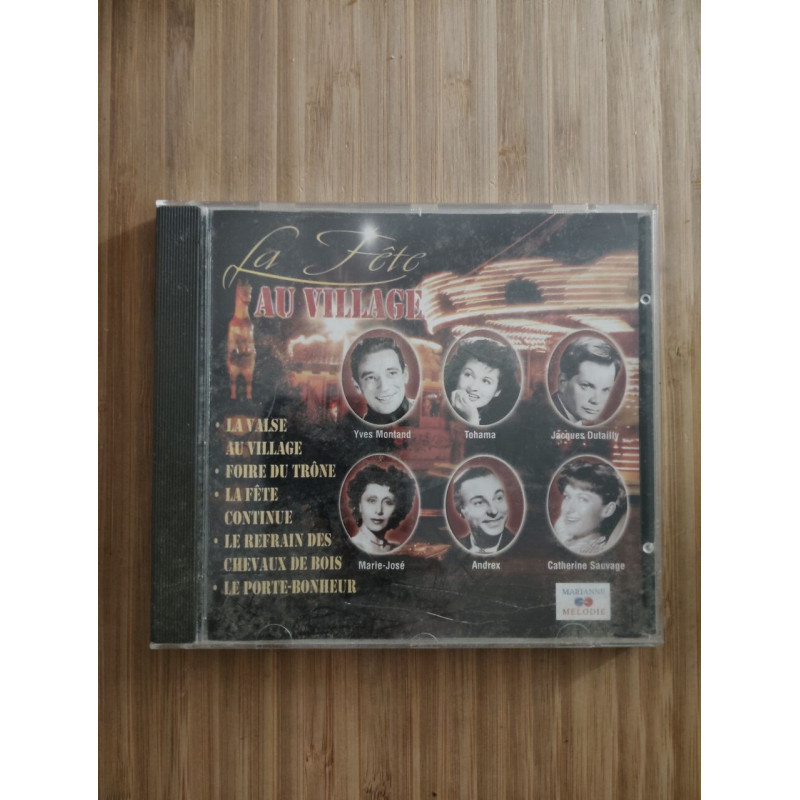 La Fête
AU VILLAGE
Yves Montand
Tohama
Jacques Dutailly
• LA VALSE
AU VILLAGE
• FOIRE DU TRÔNE
• LA FÊTE
CONTINUE
• LE REFRAIN DES
CHEVAUX DE BOIS
• LE PORTE-BONHEUR
Marie-José
Andrex
Catherine Sauvage
MARIANNE
MELODIE